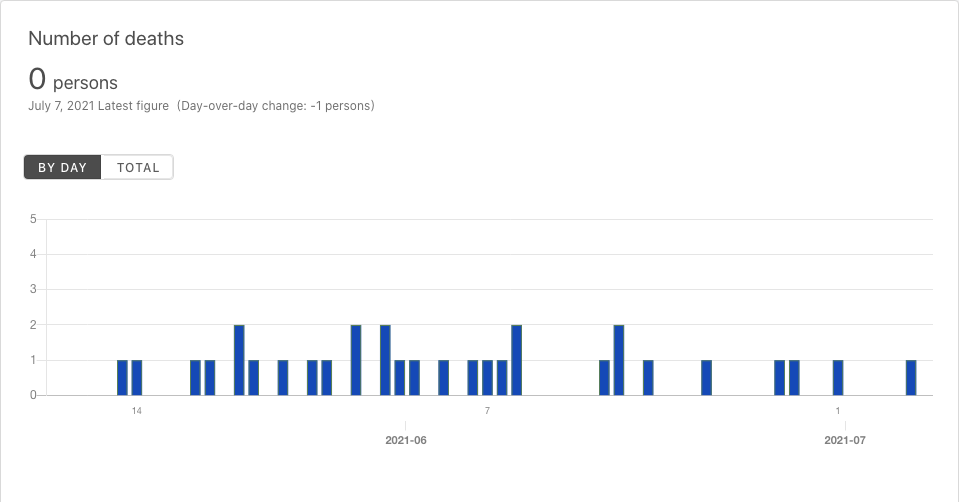 Number of deaths
0 persons
July 7, 2021 Latest figure (Day-over-day change: -1 persons)
BY DAY TOTAL
5
4
3
2
1
0
14 7 1
2021-06 2021-07